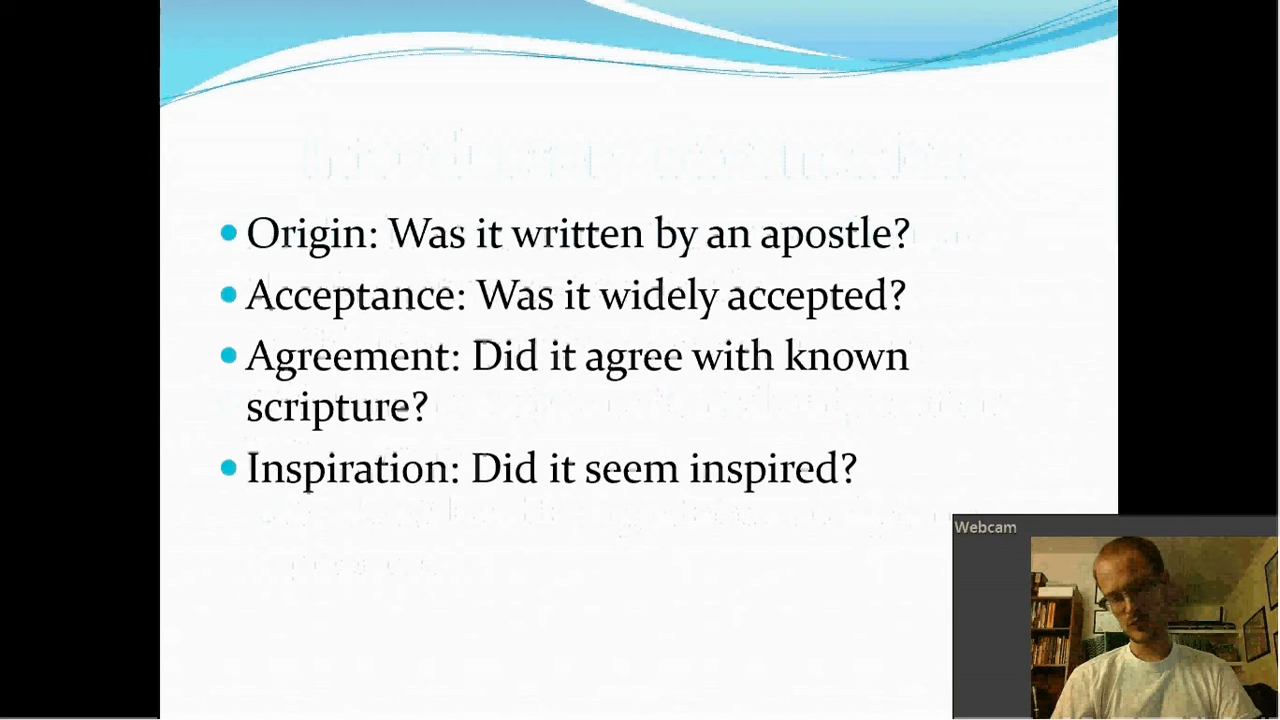 Origin: Was it written by an apostle?
Acceptance: Was it widely accepted?
Agreement: Did it agree with known
scripture?
Inspiration: Did it seem inspired?
Webcam